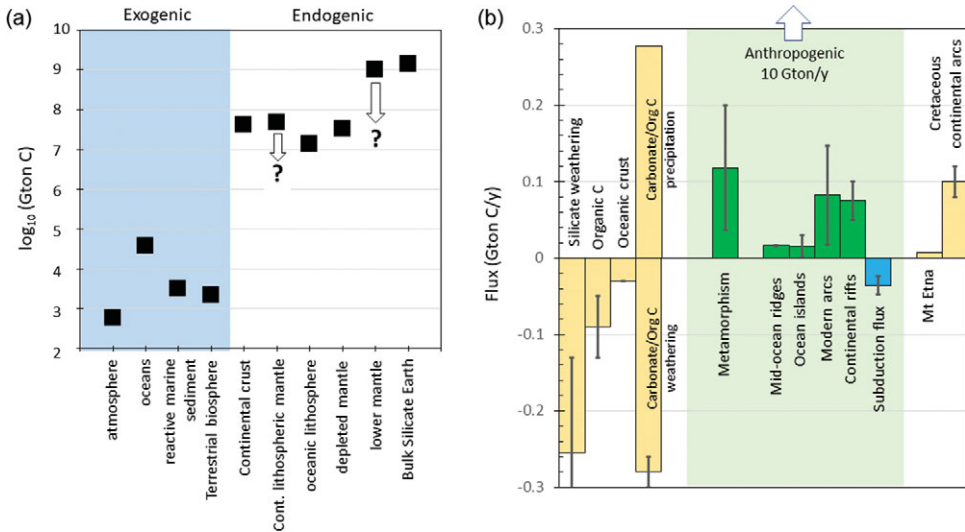 (a)
Exogenic
Endogenic
10
9
8
7
6
5
4
3
2
log₁₀ (Gton C)
?
?
atmosphere
oceans
reactive marine
sediment
Terrestrial biosphere
Continental crust
Cont. lithospheric mantle
oceanic lithosphere
depleted mantle
lower mantle
Bulk Silicate Earth
(b)
0.3
0.2
0.1
0
-0.1
-0.2
-0.3
Flux (Gton C/y)
Silicate weathering
Organic C
Oceanic crust
Carbonate/Org C
precipitation
Carbonate/Org C
weathering
Anthropogenic
10 Gton/y
Metamorphism
Mid-ocean ridges
Ocean islands
Modern arcs
Continental rifts
Subduction flux
Mt Etna
Cretaceous
continental arcs